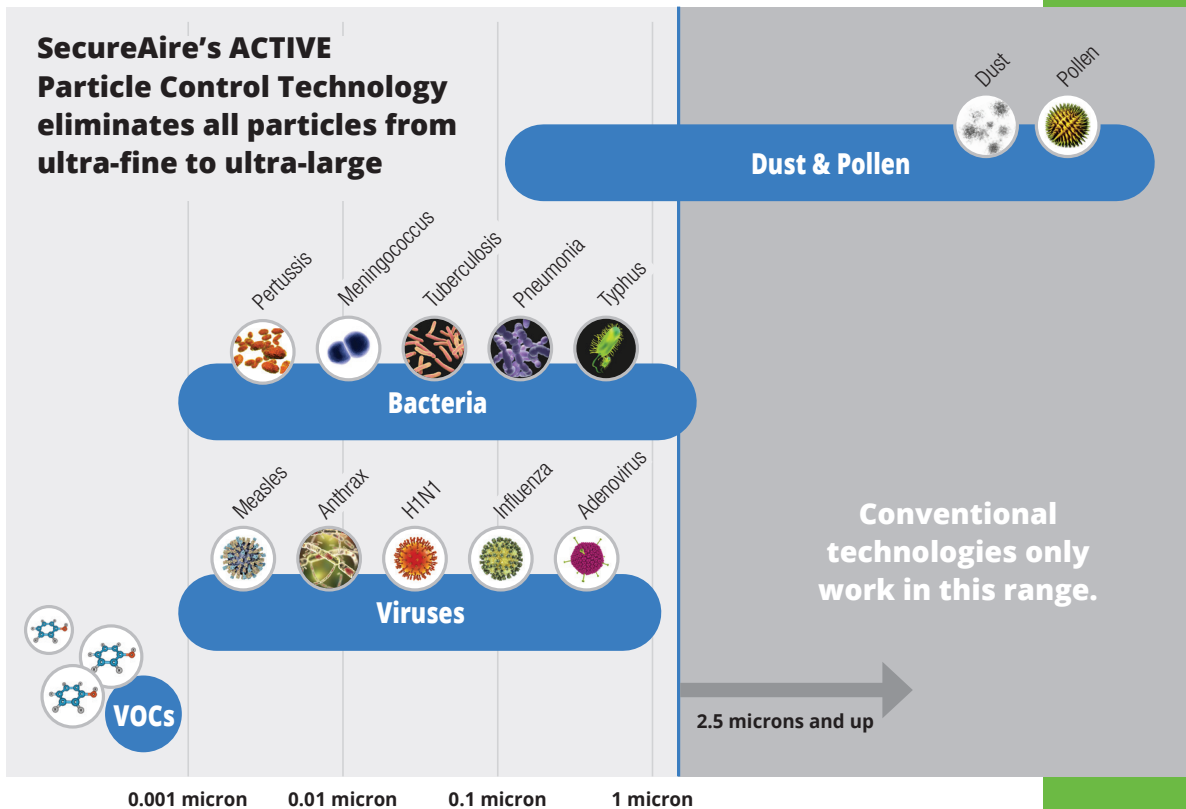 SecureAire’s ACTIVE
Particle Control Technology
eliminates all particles from
ultra-fine to ultra-large
Dust
Pollen
Dust & Pollen
Pertussis
Meningococcus
Tuberculosis
Pneumonia
Typhus
Bacteria
Measles
Anthrax
H1N1
Influenza
Adenovirus
Viruses
Conventional
technologies only
work in this range.
VOCs
2.5 microns and up
0.001 micron
0.01 micron
0.1 micron
1 micron